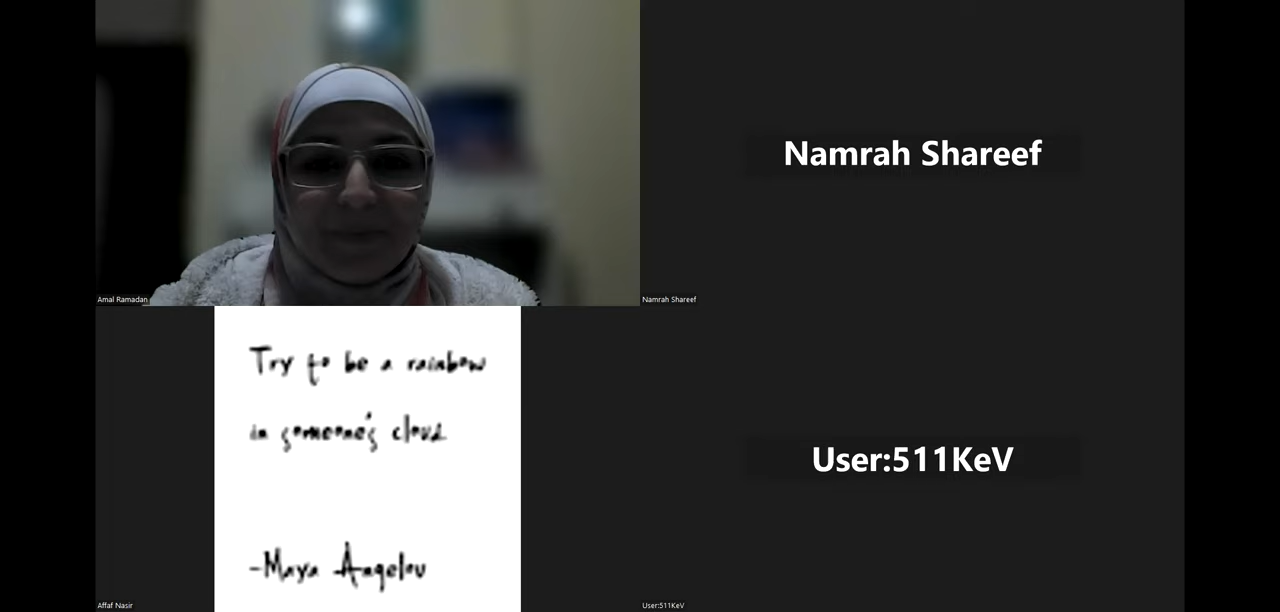 Amal Ramadan
Namrah Shareef
Namrah Shareef
Try to be a rainbow
in someone's cloud
-Maya Angelou
Affaf Nasir
User:511KeV
User:511KeV